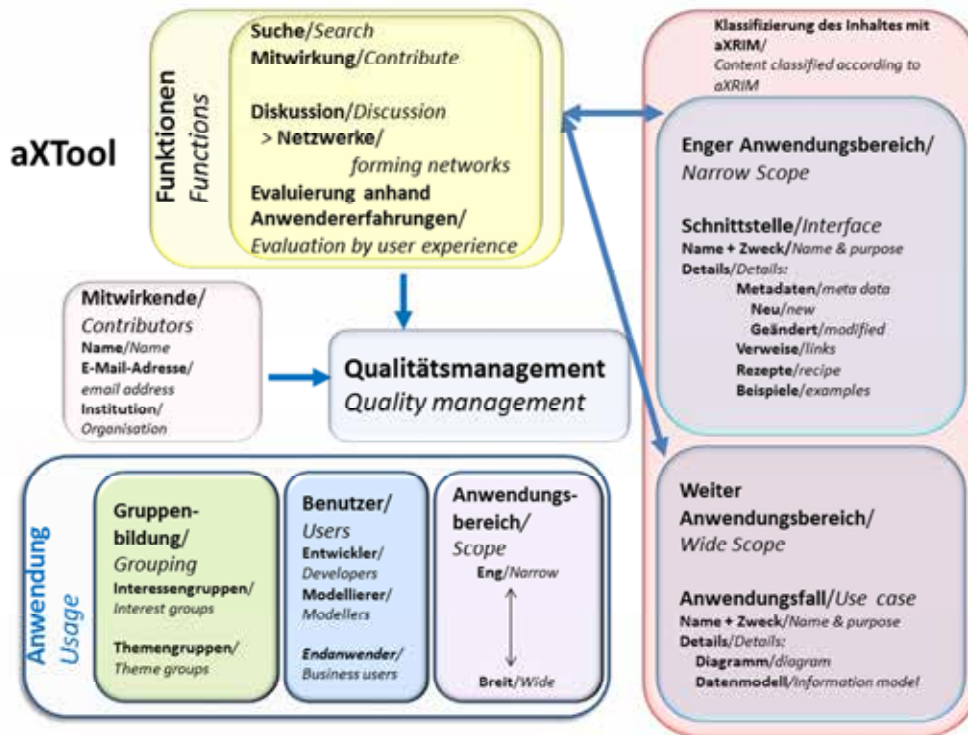 aXTool
Funktionen
Functions
Suche/Search
Mitwirkung/Contribute
Diskussion/Discussion
> Netzwerke/
forming networks
Evaluierung anhand
Anwendererfahrungen/
Evaluation by user experience
Klassifizierung des Inhaltes mit
aXRIM/
Content classified according to
aXRIM
Enger Anwendungsbereich/
Narrow Scope
Schnittstelle/Interface
Name + Zweck/Name & purpose
Details/Details:
Metadaten/meta data
Neu/new
Geändert/modified
Verweise/links
Rezepte/recipe
Beispiele/examples
Mitwirkende/
Contributors
Name/Name
E-Mail-Adresse/
email address
Institution/
Organisation
Qualitätsmanagement
Quality management
Anwendung
Usage
Gruppen-
bildung/
Grouping
Interessengruppen/
Interest groups
Themengruppen/
Theme groups
Benutzer/
Users
Entwickler/
Developers
Modellierer/
Modellers
Endanwender/
Business users
Anwendungs-
bereich/
Scope
Eng/Narrow
Breit/Wide
Weiter
Anwendungsbereich/
Wide Scope
Anwendungsfall/Use case
Name + Zweck/Name & purpose
Details/Details:
Diagramm/diagram
Datenmodell/Information model